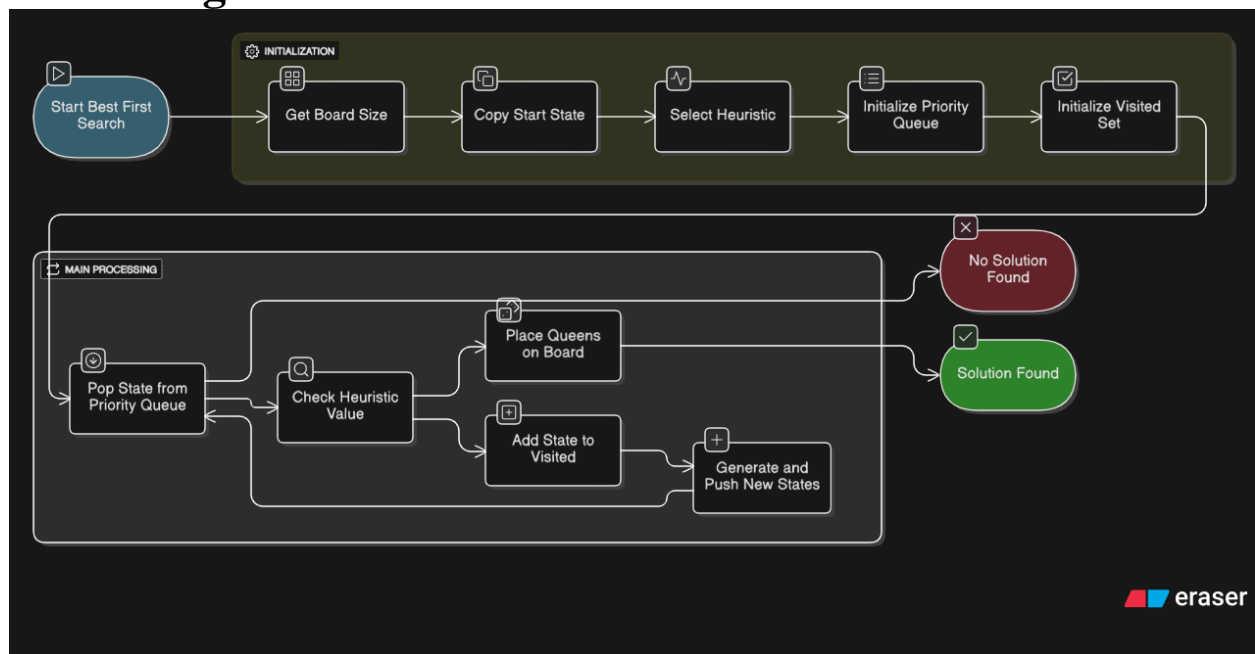 INITIALIZATION
Start Best First
Search
Get Board Size
Copy Start State
Select Heuristic
Initialize Priority
Queue
Initialize Visited
Set
MAIN PROCESSING
No Solution
Found
Place Queens
on Board
Solution Found
Pop State from
Priority Queue
Check Heuristic
Value
Add State to
Visited
Generate and
Push New States
eraser